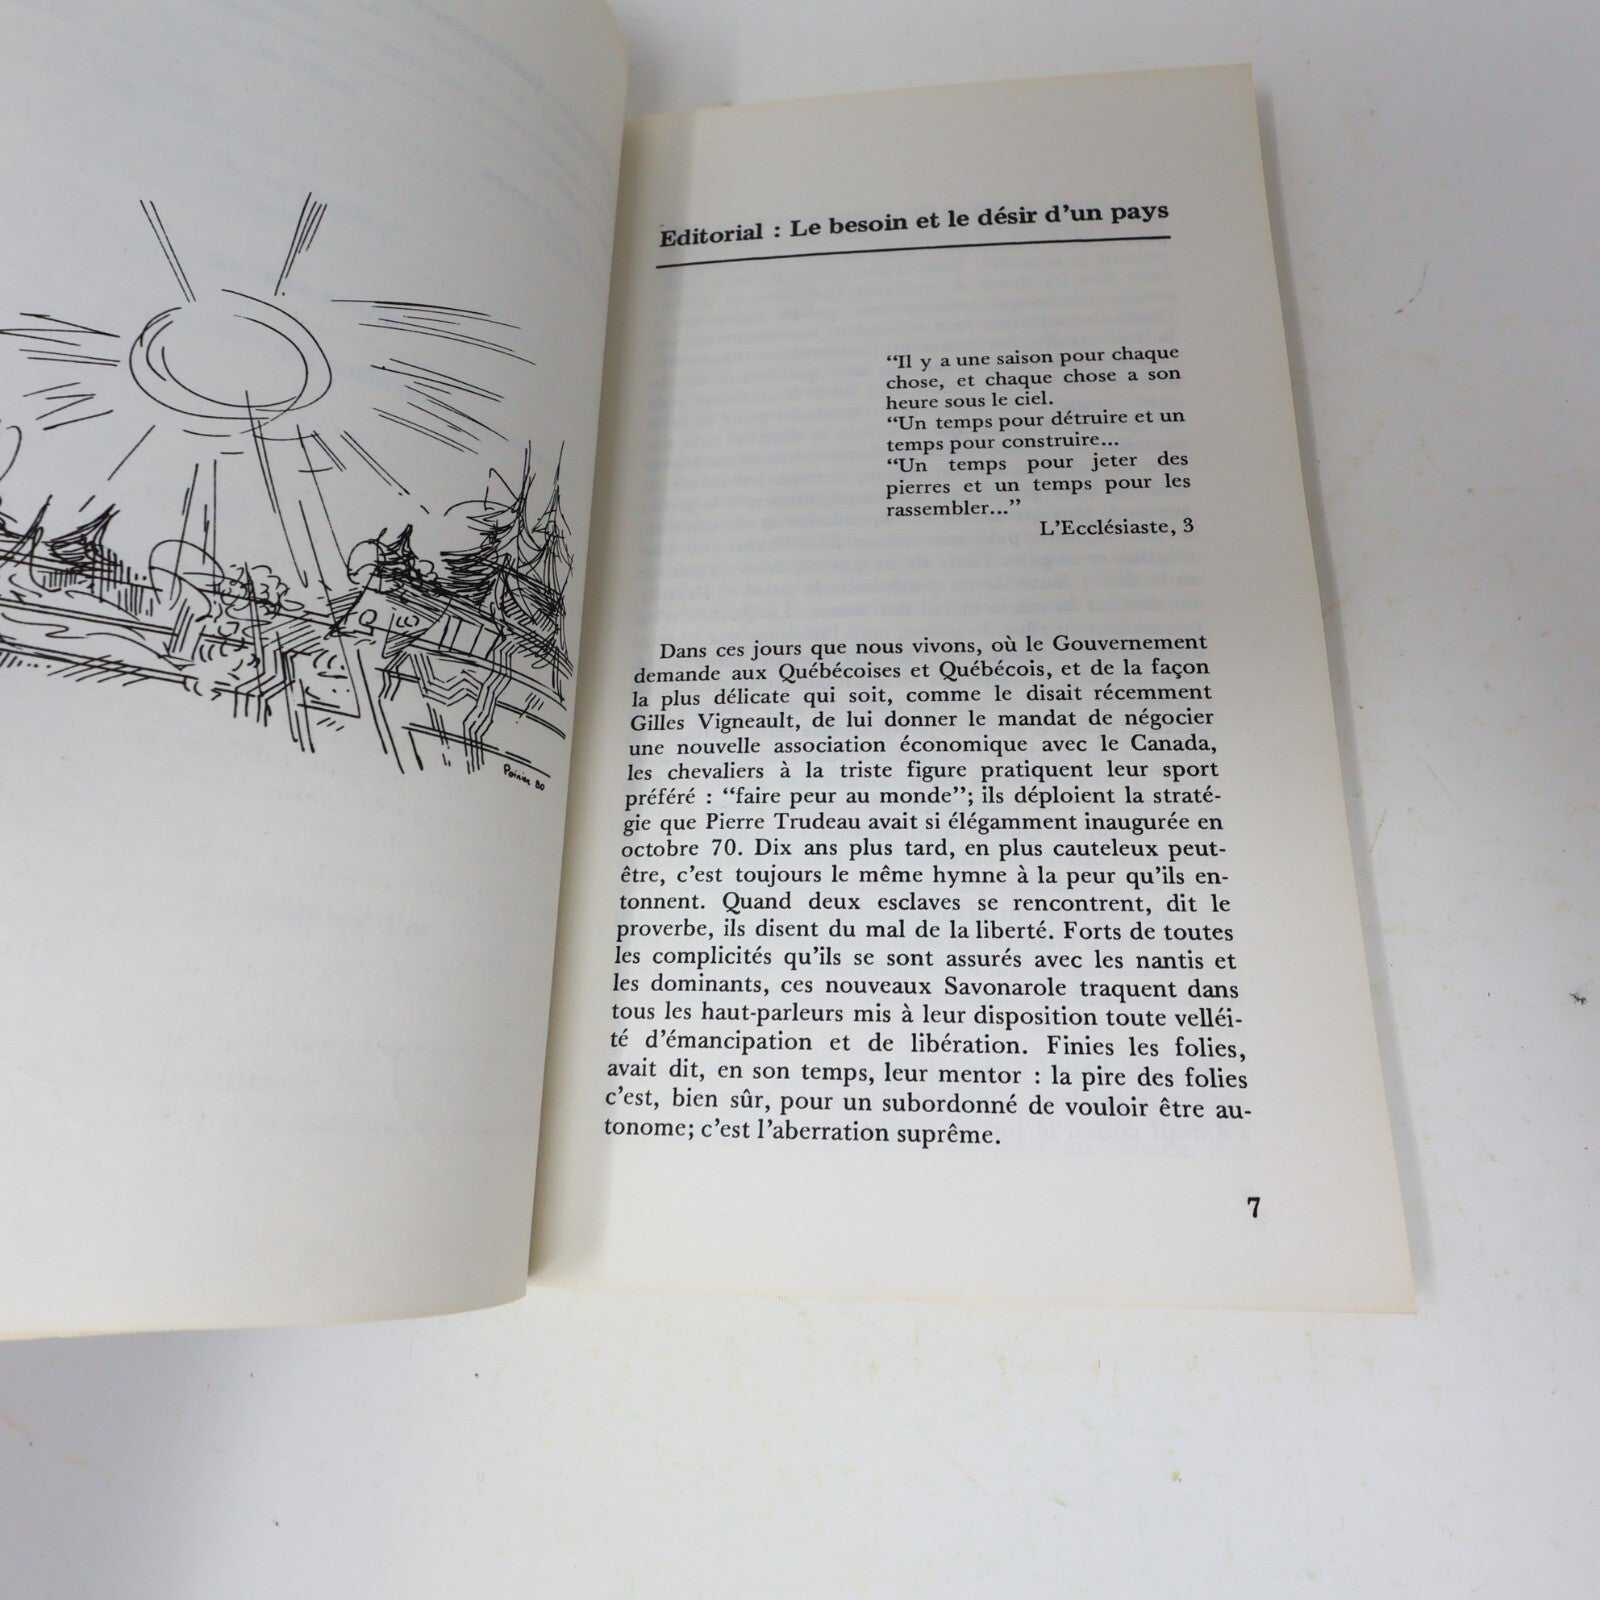 Editorial : Le besoin et le désir d'un pays
“Il y a une saison pour chaque
chose, et chaque chose a son
heure sous le ciel.
“Un temps pour détruire et un
temps pour construire...
“Un temps pour jeter des
pierres et un temps pour les
rassembler...”
L'Ecclésiaste, 3
Dans ces jours que nous vivons, où le Gouvernement
demande aux Québécoises et Québécois, et de la façon
la plus délicate qui soit, comme le disait récemment
Gilles Vigneault, de lui donner le mandat de négocier
une nouvelle association économique avec le Canada,
les chevaliers à la triste figure pratiquent leur sport
préféré : “faire peur au monde”; ils déploient la straté-
gie que Pierre Trudeau avait si élégamment inaugurée en
octobre 70. Dix ans plus tard, en plus cauteleux peut-
être, c'est toujours le même hymne à la peur qu'ils en-
tonnent. Quand deux esclaves se rencontrent, dit le
proverbe, ils disent du mal de la liberté. Forts de toutes
les complicités qu'ils se sont assurés avec les nantis et
les dominants, ces nouveaux Savonarole traquent dans
tous les haut-parleurs mis à leur disposition toute velléi-
té d'émancipation et de libération. Finies les folies,
avait dit, en son temps, leur mentor : la pire des folies
c'est, bien sûr, pour un subordonné de vouloir être au-
tonome; c'est l'aberration suprême.
7